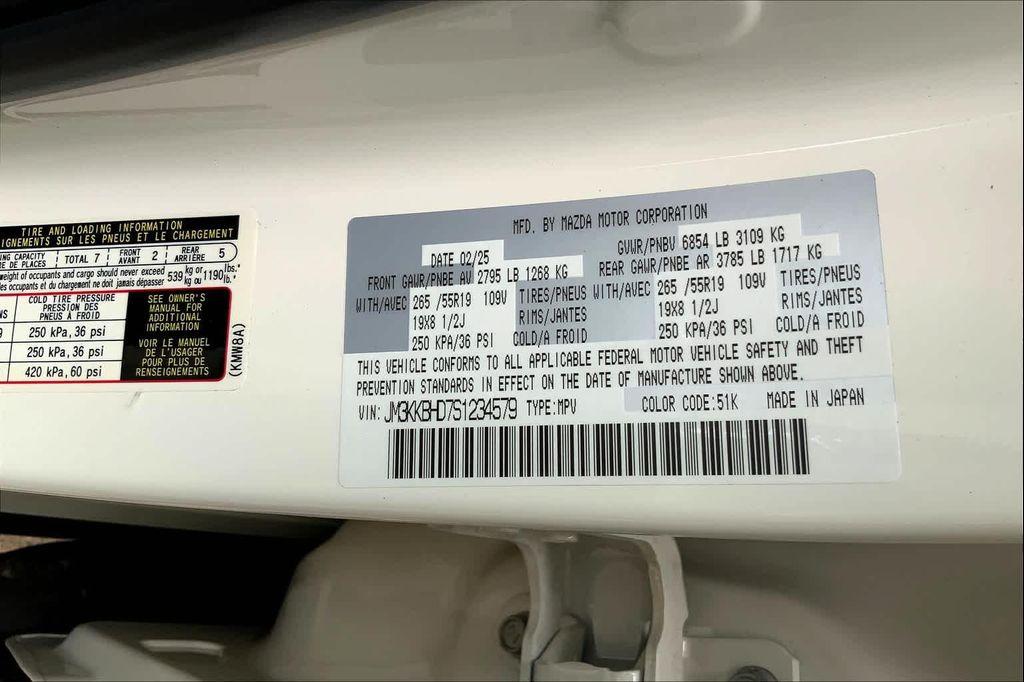 TIRE AND LOADING INFORMATION
IGNEMENTS SUR LES PNEUS ET LE CHARGEMENT
NG CAPACITY TOTAL 7 FRONT 2 REAR 5
E DE PLACES AVANT ARRIÈRE
weight of occupants and cargo should never exceed 539 kg or 1190 lbs.
es occupants et du chargement ne doit jamais dépasser kg ou lb.
COLD TIRE PRESSURE
PRESSION DES
PNEUS À FROID
250 kPa, 36 psi
250 kPa, 36 psi
420 kPa, 60 psi
SEE OWNER'S
MANUAL FOR
ADDITIONAL
INFORMATION
VOIR LE MANUEL
DE L'USAGER
POUR PLUS DE
RENSEIGNEMENTS
(KMW8A)
MFD. BY MAZDA MOTOR CORPORATION
DATE 02/25 GVWR/PNBV 6854 LB 3109 KG
FRONT GAWR/PNBE AV 2795 LB 1268 KG REAR GAWR/PNBE AR 3785 LB 1717 KG
WITH/AVEC 265 /55R19 109V TIRES/PNEUS WITH/AVEC 265 /55R19 109V TIRES/PNEUS
19X8 1/2J RIMS/JANTES 19X8 1/2J RIMS/JANTES
250 KPA/36 PSI COLD/A FROID 250 KPA/36 PSI COLD/A FROID
THIS VEHICLE CONFORMS TO ALL APPLICABLE FEDERAL MOTOR VEHICLE SAFETY AND THEFT
PREVENTION STANDARDS IN EFFECT ON THE DATE OF MANUFACTURE SHOWN ABOVE.
VIN: JM3KKBHD7S1234579 TYPE:MPV COLOR CODE:51K MADE IN JAPAN